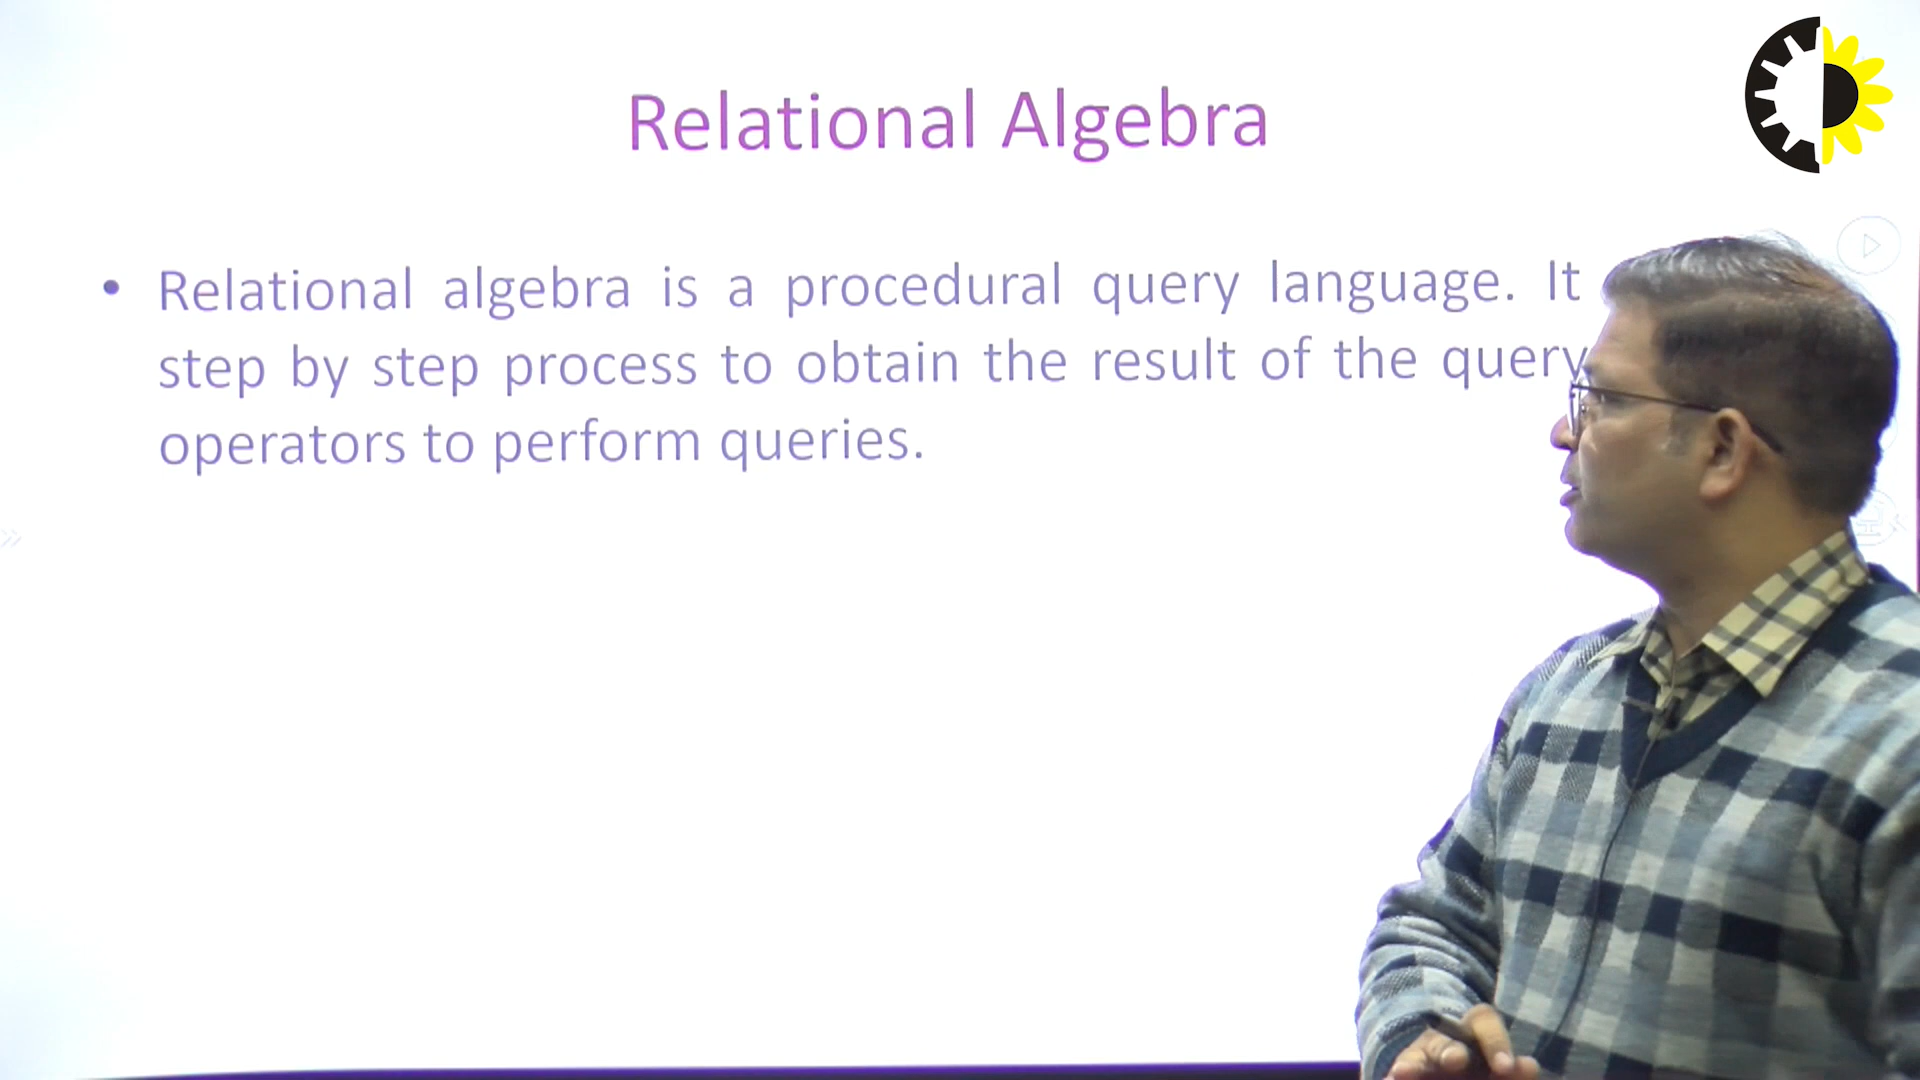 Relational Algebra
• Relational algebra is a procedural query language. It
step by step process to obtain the result of the query
operators to perform queries.